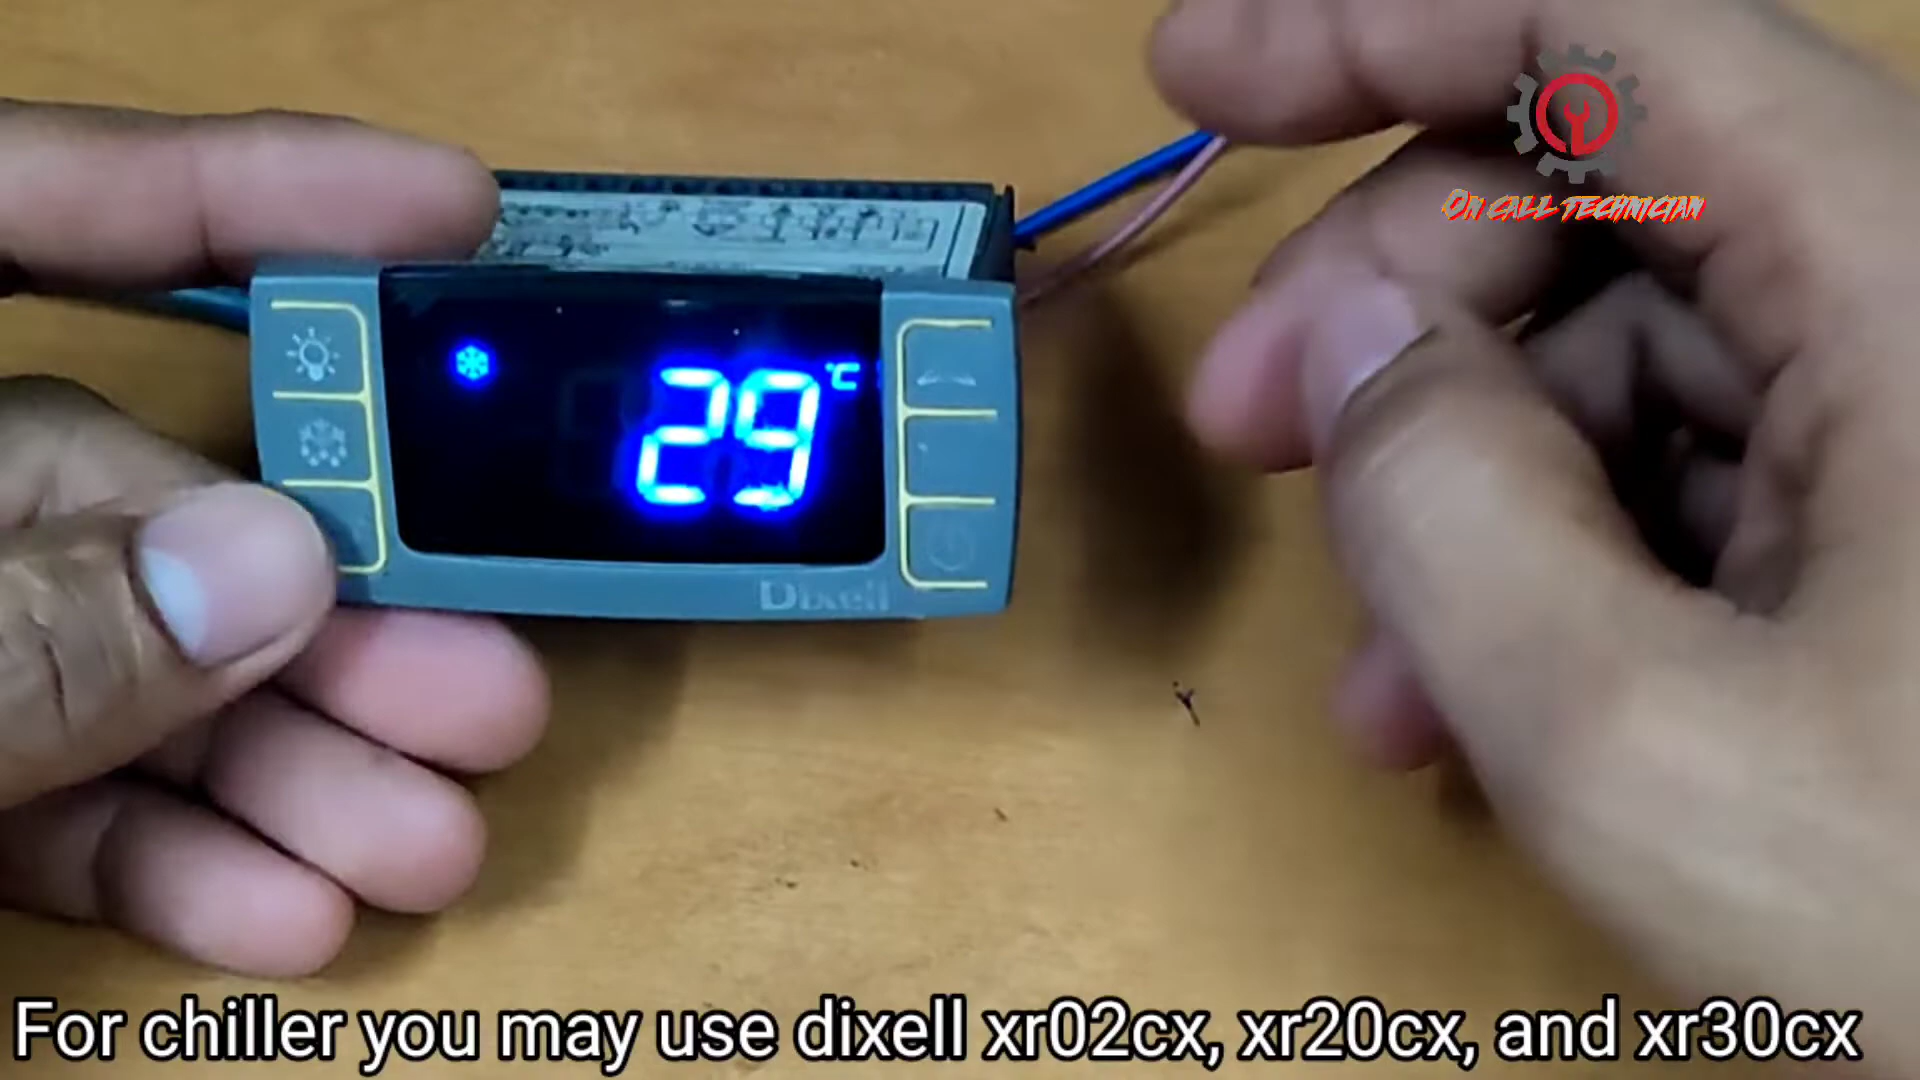 On call technician
29 °C
Dixell
For chiller you may use dixell xr02cx, xr20cx, and xr30cx